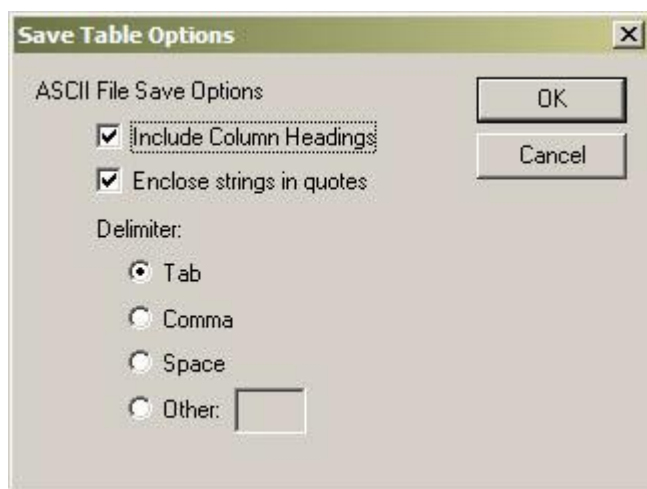 Save Table Options
ASCII File Save Options
OK
Include Column Headings
Cancel
Enclose strings in quotes
Delimiter:
Tab
Comma
Space
Other: